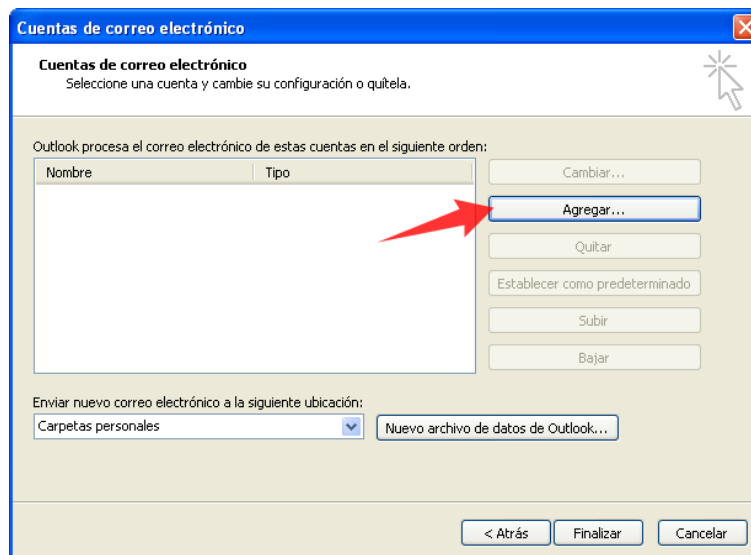 Cuentas de correo electrónico
Cuentas de correo electrónico
Seleccione una cuenta y cambie su configuración o quítela.
Outlook procesa el correo electrónico de estas cuentas en el siguiente orden:
Nombre Tipo
Cambiar...
Agregar...
Quitar
Establecer como predeterminado
Subir
Bajar
Enviar nuevo correo electrónico a la siguiente ubicación:
Carpetas personales Nuevo archivo de datos de Outlook...
< Atrás Finalizar Cancelar